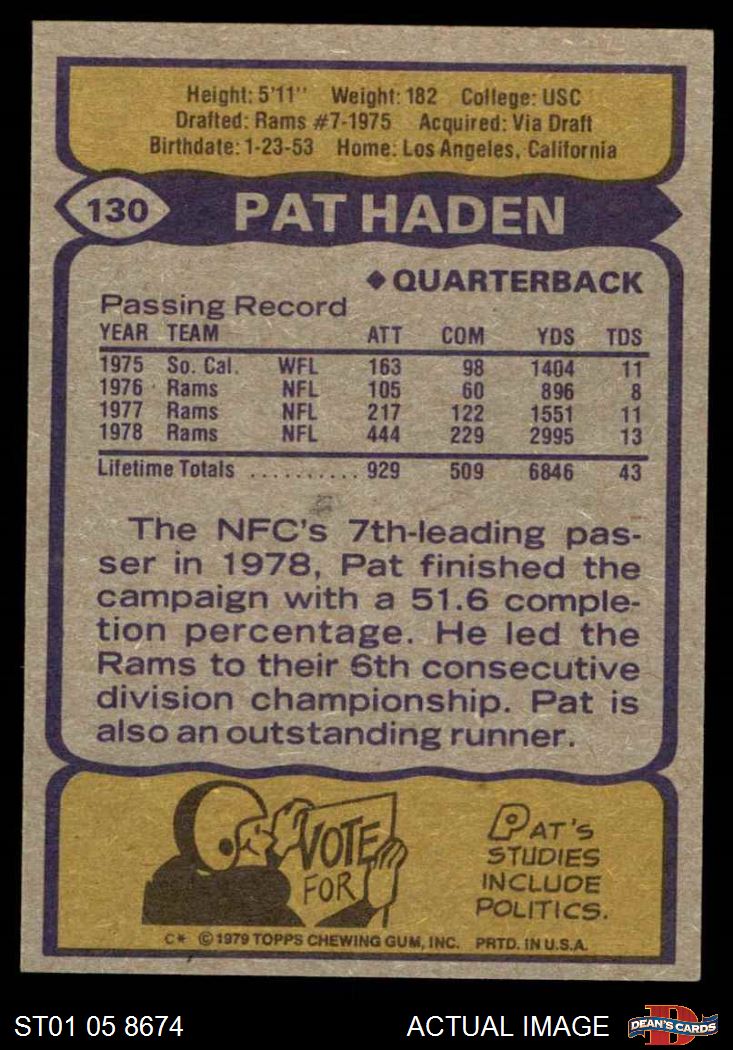 Height: 5'11" Weight: 182 College: USC
Drafted: Rams #7-1975 Acquired: Via Draft
Birthdate: 1-23-53 Home: Los Angeles, California
130 PAT HADEN
◆ QUARTERBACK
Passing Record
YEAR TEAM ATT COM YDS TDS
1975 So. Cal. WFL 163 98 1404 11
1976 Rams NFL 105 60 896 8
1977 Rams NFL 217 122 1551 11
1978 Rams NFL 444 229 2995 13
Lifetime Totals .......... 929 509 6846 43
The NFC's 7th-leading pas-
ser in 1978, Pat finished the
campaign with a 51.6 comple-
tion percentage. He led the
Rams to their 6th consecutive
division championship. Pat is
also an outstanding runner.
VOTE
FOR
PAT'S
STUDIES
INCLUDE
POLITICS.
C* © 1979 TOPPS CHEWING GUM, INC. PRTD. IN U.S.A.
ST01 05 8674 ACTUAL IMAGE D DEAN'S CARDS